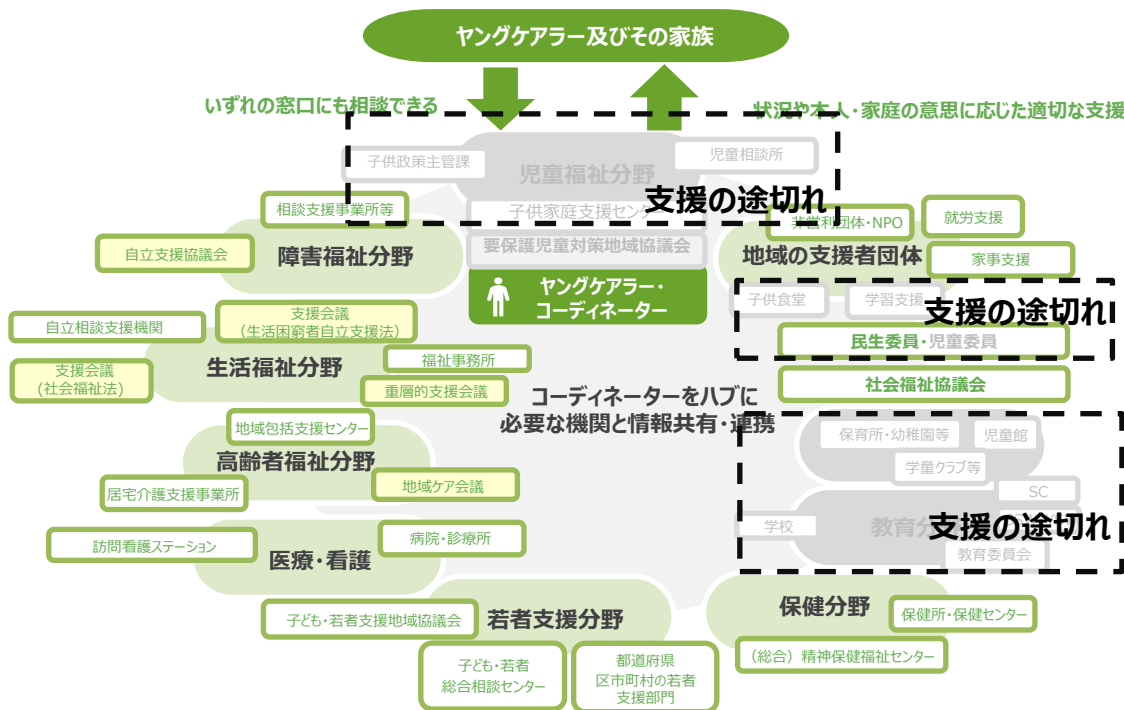 ヤングケアラー及びその家族
いずれの窓口にも相談できる
状況や本人・家庭の意思に応じた適切な支援
子供政策主管課
児童福祉分野
児童相談所
支援の途切れ
子供家庭支援センター
要保護児童対策地域協議会
ヤングケアラー・
コーディネーター
相談支援事業所等
自立支援協議会
障害福祉分野
非営利団体・NPO
就労支援
地域の支援者団体
家事支援
子供食堂
学習支援
支援の途切れ
民生委員・児童委員
社会福祉協議会
自立相談支援機関
支援会議
(生活困窮者自立支援法)
支援会議
(社会福祉法)
生活福祉分野
福祉事務所
重層的支援会議
コーディネーターをハブに
必要な機関と情報共有・連携
地域包括支援センター
高齢者福祉分野
居宅介護支援事業所
地域ケア会議
保育所・幼稚園等
児童館
学童クラブ等
SC
学校
教育分
支援の途切れ
教育委員会
訪問看護ステーション
医療・看護
病院・診療所
子ども・若者支援地域協議会
若者支援分野
子ども・若者
総合相談センター
都道府県
区市町村の若者
支援部門
保健分野
保健所・保健センター
（総合）精神保健福祉センター